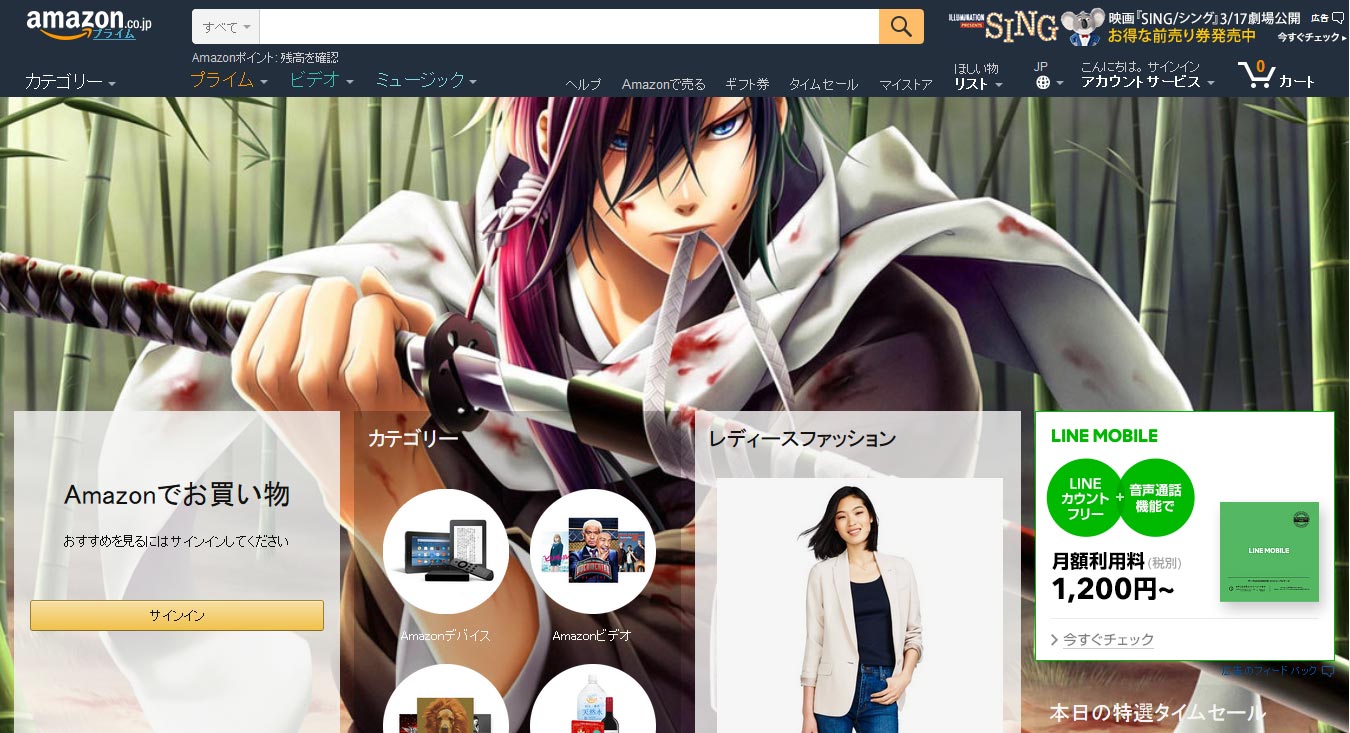 amazon.co.jp
プライム
すべて
ILLUMINATION PRESENTS
SING
映画『SING/シング』3/17劇場公開
広告
お得な前売り券発売中
今すぐチェック
Amazonポイント: 残高を確認
カテゴリー
プライム
ビデオ
ミュージック
ヘルプ
Amazonで売る
ギフト券
タイムセール
マイストア
ほしい物
リスト
JP
こんにちは。サインイン
アカウントサービス
0
カート
Amazonでお買い物
おすすめを見るにはサインインしてください
サインイン
カテゴリー
Amazonデバイス
Amazonビデオ
天然水
レディースファッション
LINE MOBILE
LINE
カウント
フリー
+
音声通話
機能で
月額利用料(税別)
1,200円~
LINE MOBILE
今すぐチェック
広告のフィードバック
本日の特選タイムセール